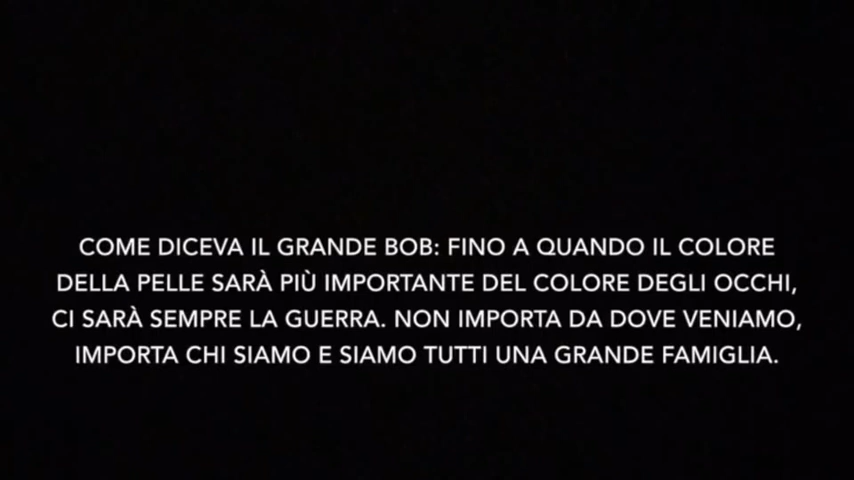 COME DICEVA IL GRANDE BOB: FINO A QUANDO IL COLORE
DELLA PELLE SARÀ PIÙ IMPORTANTE DEL COLORE DEGLI OCCHI,
CI SARÀ SEMPRE LA GUERRA. NON IMPORTA DA DOVE VENIAMO,
IMPORTA CHI SIAMO E SIAMO TUTTI UNA GRANDE FAMIGLIA.